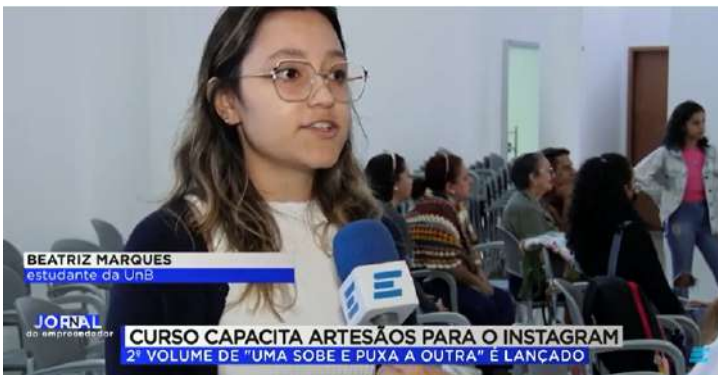 BEATRIZ MARQUES
estudante da UnB
JORNAL
do empreendedor
CURSO CAPACITA ARTESÃOS PARA O INSTAGRAM
2º VOLUME DE "UMA SOBE E PUXA A OUTRA" É LANÇADO